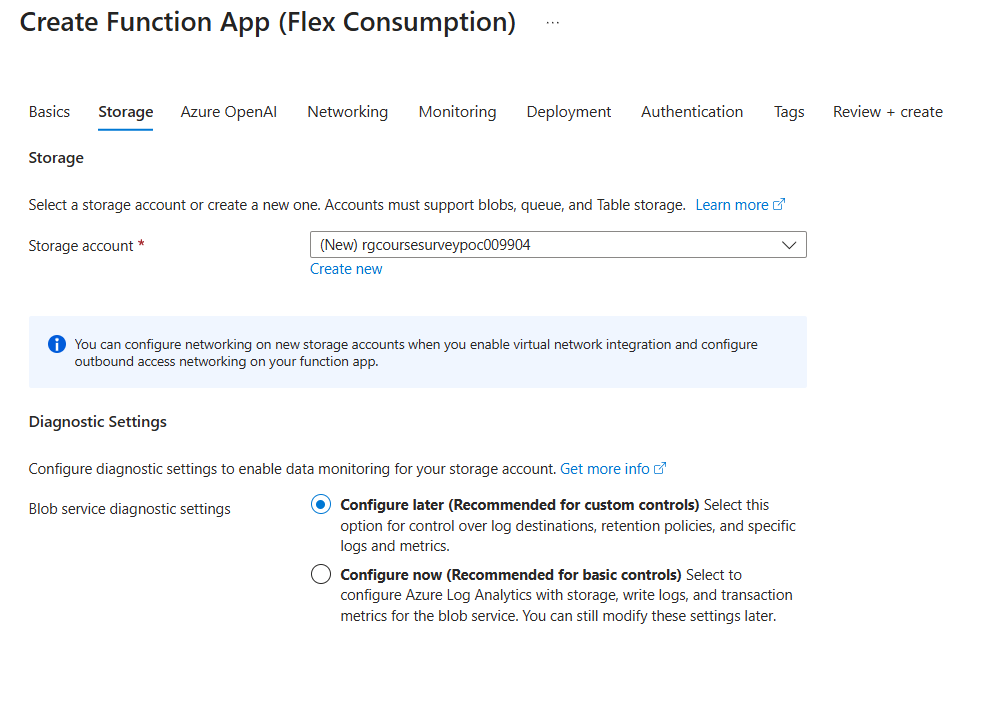 Create Function App (Flex Consumption) ...
Basics Storage Azure OpenAI Networking Monitoring Deployment Authentication Tags Review + create
Storage
Select a storage account or create a new one. Accounts must support blobs, queue, and Table storage. Learn more
Storage account * (New) rgcoursesurveypoc009904
Create new
You can configure networking on new storage accounts when you enable virtual network integration and configure
outbound access networking on your function app.
Diagnostic Settings
Configure diagnostic settings to enable data monitoring for your storage account. Get more info
Blob service diagnostic settings
Configure later (Recommended for custom controls) Select this
option for control over log destinations, retention policies, and specific
logs and metrics.
Configure now (Recommended for basic controls) Select to
configure Azure Log Analytics with storage, write logs, and transaction
metrics for the blob service. You can still modify these settings later.